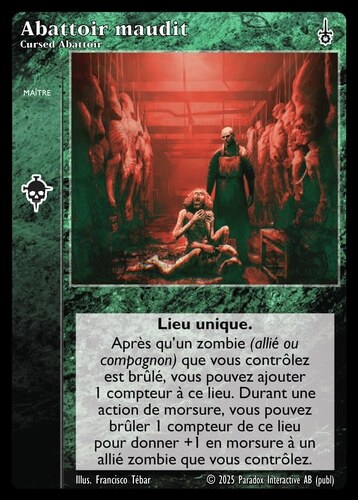 Abattoir maudit
Cursed Abattoir
MAÎTRE
Lieu unique.
Après qu'un zombie (allié ou
compagnon) que vous contrôlez
est brûlé, vous pouvez ajouter
1 compteur à ce lieu. Durant une
action de morsure, vous pouvez
brûler 1 compteur de ce lieu
pour donner +1 en morsure à un
allié zombie que vous contrôlez.
Illus. Francisco Tébar
© 2025 Paradox Interactive AB (publ)